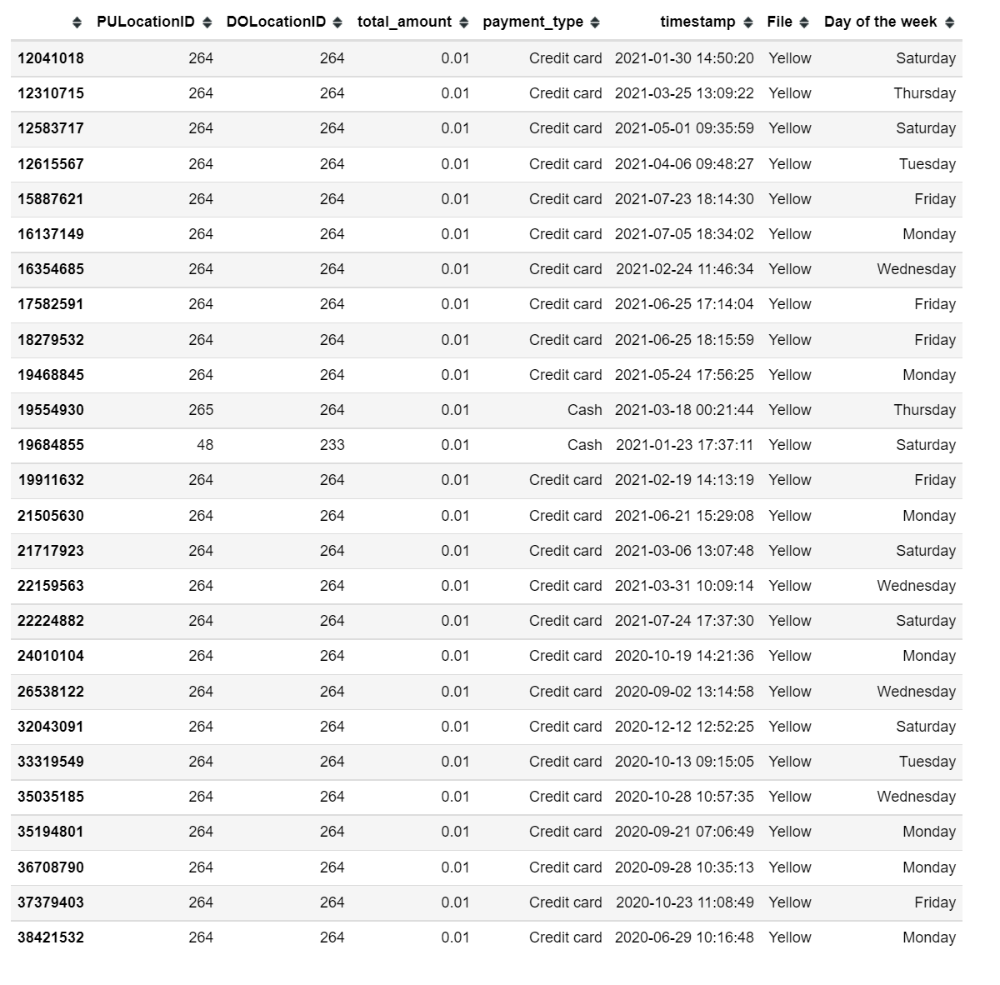 PULocationID DOLocationID total_amount payment_type timestamp File Day of the week
12041018 264 264 0.01 Credit card 2021-01-30 14:50:20 Yellow Saturday
12310715 264 264 0.01 Credit card 2021-03-25 13:09:22 Yellow Thursday
12583717 264 264 0.01 Credit card 2021-05-01 09:35:59 Yellow Saturday
12615567 264 264 0.01 Credit card 2021-04-06 09:48:27 Yellow Tuesday
15887621 264 264 0.01 Credit card 2021-07-23 18:14:30 Yellow Friday
16137149 264 264 0.01 Credit card 2021-07-05 18:34:02 Yellow Monday
16354685 264 264 0.01 Credit card 2021-02-24 11:46:34 Yellow Wednesday
17582591 264 264 0.01 Credit card 2021-06-25 17:14:04 Yellow Friday
18279532 264 264 0.01 Credit card 2021-06-25 18:15:59 Yellow Friday
19468845 264 264 0.01 Credit card 2021-05-24 17:56:25 Yellow Monday
19554930 265 264 0.01 Cash 2021-03-18 00:21:44 Yellow Thursday
19684855 48 233 0.01 Cash 2021-01-23 17:37:11 Yellow Saturday
19911632 264 264 0.01 Credit card 2021-02-19 14:13:19 Yellow Friday
21505630 264 264 0.01 Credit card 2021-06-21 15:29:08 Yellow Monday
21717923 264 264 0.01 Credit card 2021-03-06 13:07:48 Yellow Saturday
22159563 264 264 0.01 Credit card 2021-03-31 10:09:14 Yellow Wednesday
22224882 264 264 0.01 Credit card 2021-07-24 17:37:30 Yellow Saturday
24010104 264 264 0.01 Credit card 2020-10-19 14:21:36 Yellow Monday
26538122 264 264 0.01 Credit card 2020-09-02 13:14:58 Yellow Wednesday
32043091 264 264 0.01 Credit card 2020-12-12 12:52:25 Yellow Saturday
33319549 264 264 0.01 Credit card 2020-10-13 09:15:05 Yellow Tuesday
35035185 264 264 0.01 Credit card 2020-10-28 10:57:35 Yellow Wednesday
35194801 264 264 0.01 Credit card 2020-09-21 07:06:49 Yellow Monday
36708790 264 264 0.01 Credit card 2020-09-28 10:35:13 Yellow Monday
37379403 264 264 0.01 Credit card 2020-10-23 11:08:49 Yellow Friday
38421532 264 264 0.01 Credit card 2020-06-29 10:16:48 Yellow Monday